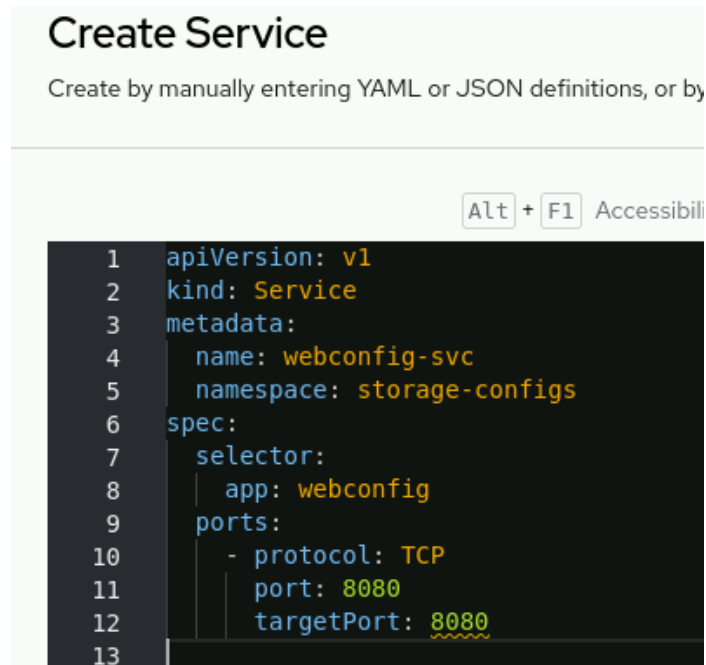 Create Service
Create by manually entering YAML or JSON definitions, or by
Alt + F1 Accessibili
1 apiVersion: v1
2 kind: Service
3 metadata:
4   name: webconfig-svc
5   namespace: storage-configs
6 spec:
7   selector:
8     app: webconfig
9   ports:
10     - protocol: TCP
11       port: 8080
12       targetPort: 8080
13